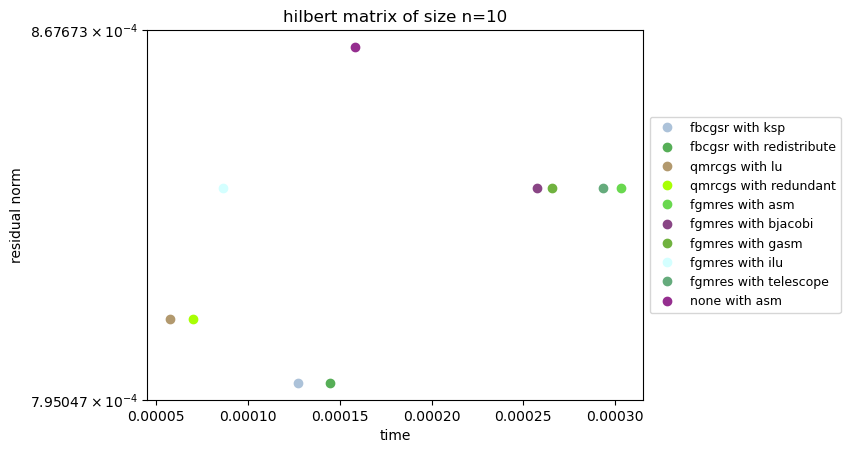 hilbert matrix of size n=10
8.67673 × 10⁻⁴
residual norm
7.95047 × 10⁻⁴
0.00005 0.00010 0.00015 0.00020 0.00025 0.00030
time
fbcgsr with ksp
fbcgsr with redistribute
qmrcgs with lu
qmrcgs with redundant
fgmres with asm
fgmres with bjacobi
fgmres with gasm
fgmres with ilu
fgmres with telescope
none with asm